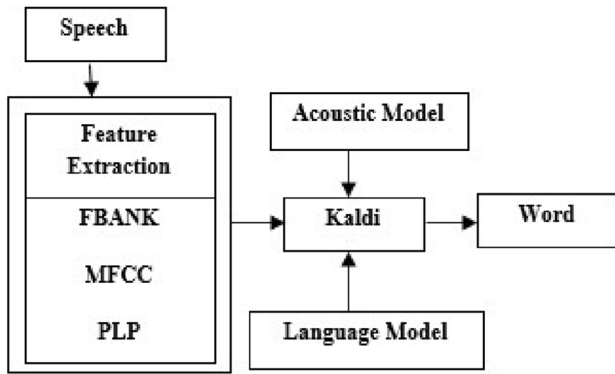 Speech
Feature
Extraction
FBANK
MFCC
PLP
Acoustic Model
Kaldi
Language Model
Word